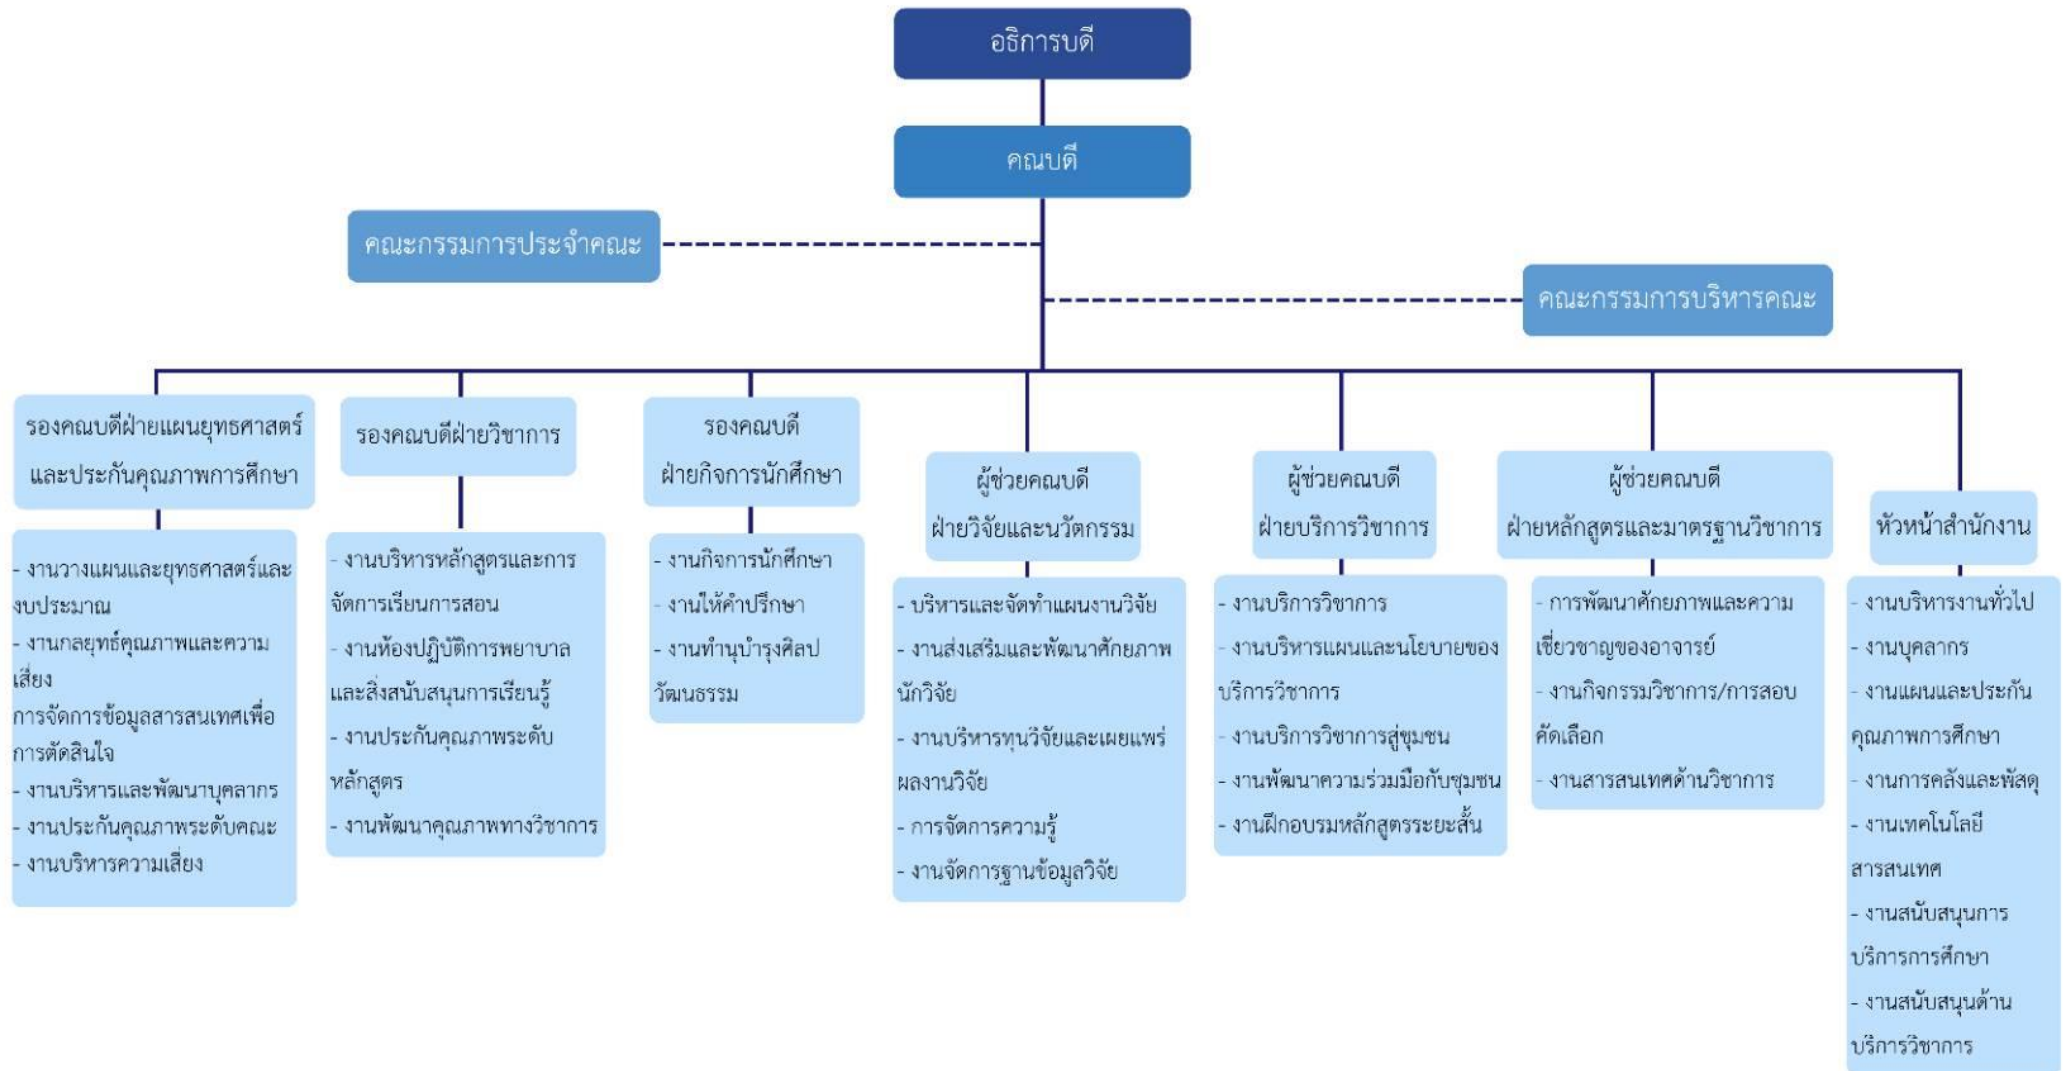 อธิการบดี
คณบดี
คณะกรรมการประจำคณะ
คณะกรรมการบริหารคณะ
รองคณบดีฝ่ายแผนยุทธศาสตร์
และประกันคุณภาพการศึกษา
- งานวางแผนและยุทธศาสตร์และ
งบประมาณ
- งานกลยุทธ์คุณภาพและความ
เสี่ยง
การจัดการข้อมูลสารสนเทศเพื่อ
การตัดสินใจ
- งานบริหารและพัฒนาบุคลากร
- งานประกันคุณภาพระดับคณะ
- งานบริหารความเสี่ยง
รองคณบดีฝ่ายวิชาการ
- งานบริหารหลักสูตรและการ
จัดการเรียนการสอน
- งานห้องปฏิบัติการพยาบาล
และสิ่งสนับสนุนการเรียนรู้
- งานประกันคุณภาพระดับ
หลักสูตร
- งานพัฒนาคุณภาพทางวิชาการ
รองคณบดี
ฝ่ายกิจการนักศึกษา
- งานกิจการนักศึกษา
- งานให้คำปรึกษา
- งานทำนุบำรุงศิลป
วัฒนธรรม
ผู้ช่วยคณบดี
ฝ่ายวิจัยและนวัตกรรม
- บริหารและจัดทำแผนงานวิจัย
- งานส่งเสริมและพัฒนาศักยภาพ
นักวิจัย
- งานบริหารทุนวิจัยและเผยแพร่
ผลงานวิจัย
- การจัดการความรู้
- งานจัดการฐานข้อมูลวิจัย
ผู้ช่วยคณบดี
ฝ่ายบริการวิชาการ
- งานบริการวิชาการ
- งานบริหารแผนและนโยบายของ
บริการวิชาการ
- งานบริการวิชาการสู่ชุมชน
- งานพัฒนาความร่วมมือกับชุมชน
- งานฝึกอบรมหลักสูตรระยะสั้น
ผู้ช่วยคณบดี
ฝ่ายหลักสูตรและมาตรฐานวิชาการ
- การพัฒนาศักยภาพและความ
เชี่ยวชาญของอาจารย์
- งานกิจกรรมวิชาการ/การสอบ
คัดเลือก
- งานสารสนเทศด้านวิชาการ
หัวหน้าสำนักงาน
- งานบริหารงานทั่วไป
- งานบุคลากร
- งานแผนและประกัน
คุณภาพการศึกษา
- งานการคลังและพัสดุ
- งานเทคโนโลยี
สารสนเทศ
- งานสนับสนุนการ
บริการการศึกษา
- งานสนับสนุนด้าน
บริการวิชาการ